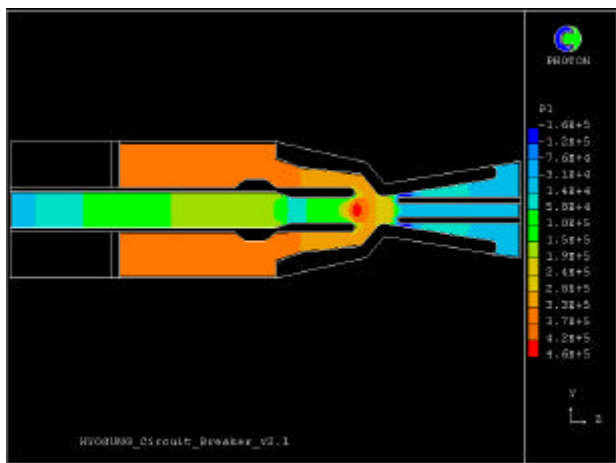 PHOTON
P1
-1.6E+5
-1.2E+5
-7.6E+4
-3.1E+4
1.4E+4
5.8E+4
1.0E+5
1.5E+5
1.9E+5
2.4E+5
2.8E+5
3.3E+5
3.7E+5
4.2E+5
4.6E+5
Y
Z
HYOSUNG_Circuit_Breaker_v2.1